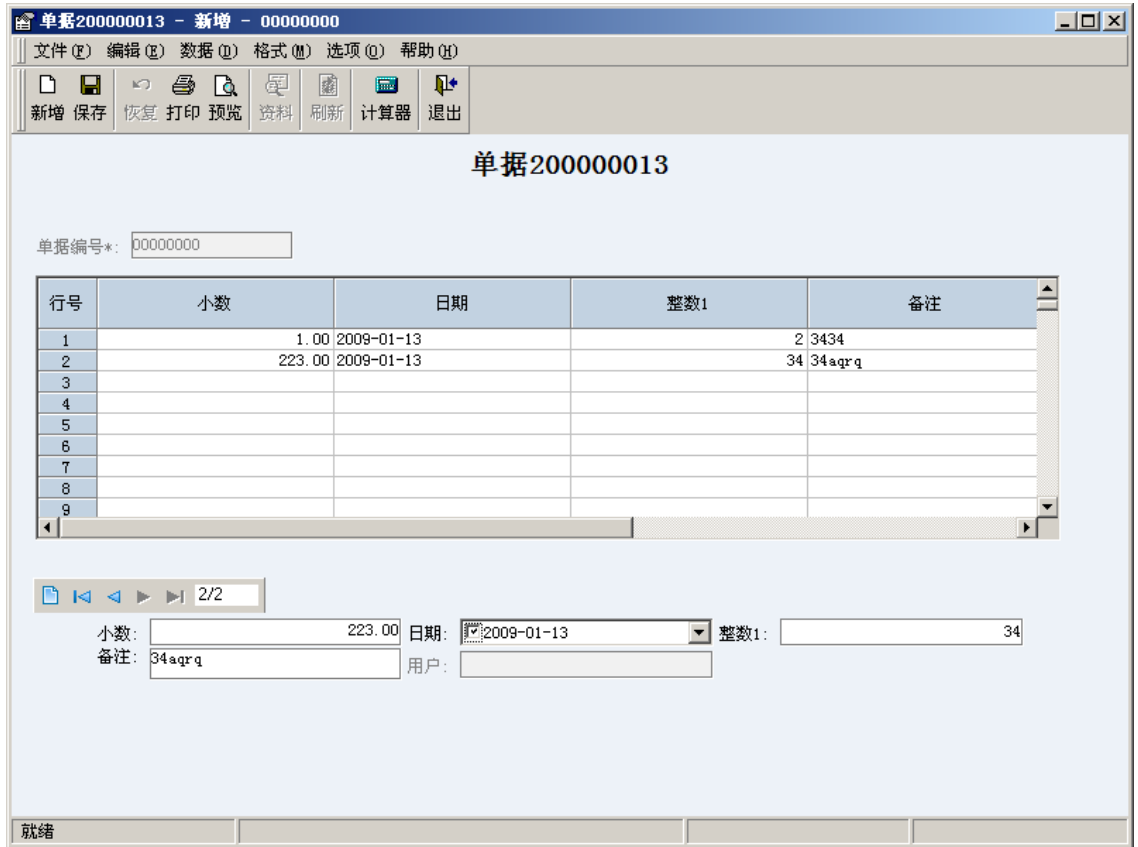 单据200000013 - 新增 - 00000000
文件(F) 编辑(E) 数据(D) 格式(M) 选项(O) 帮助(H)
新增 保存 恢复 打印 预览 资料 刷新 计算器 退出
单据200000013
单据编号*: 00000000
行号 小数 日期 整数1 备注
1 1.00 2009-01-13 2 3434
2 223.00 2009-01-13 34 34aqrq
3
4
5
6
7
8
9
2/2
小数: 223.00 日期: 2009-01-13 整数1: 34
备注: 34aqrq 用户:
就绪